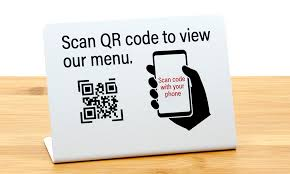 Scan QR code to view
our menu.
Scan code
with your
phone